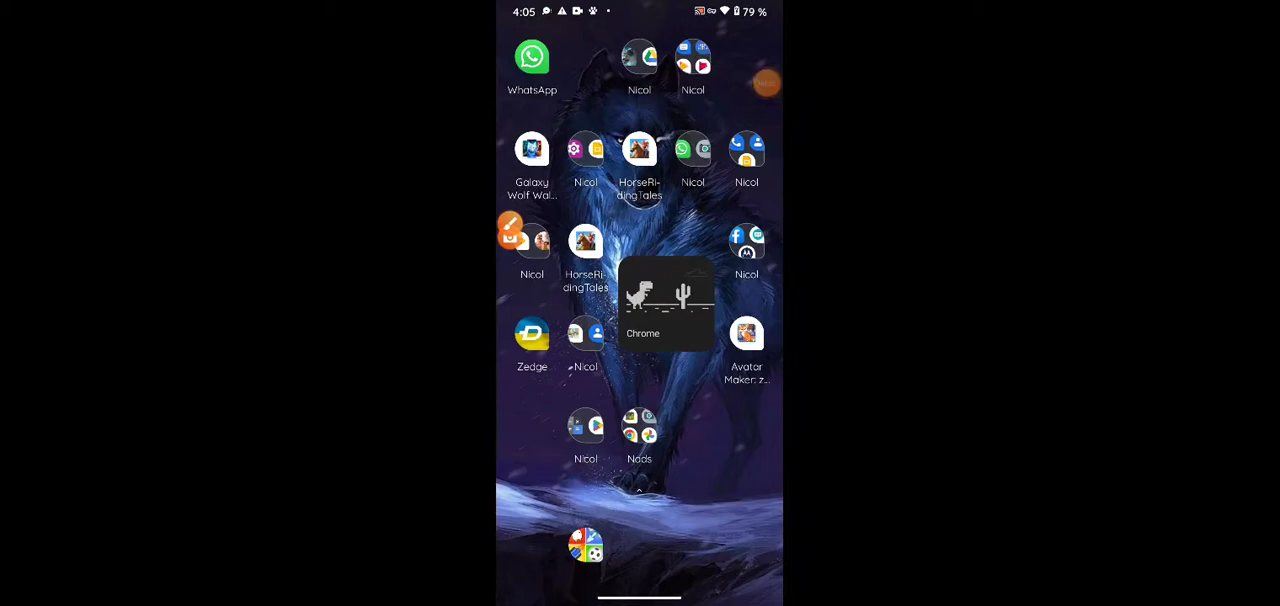 4:05
79 %
WhatsApp
Nicol
Nicol
Galaxy
Wolf Wal...
Nicol
HorseRi-
dingTales
Nicol
Nicol
Nicol
HorseRi-
dingTales
Nicol
Chrome
Zedge
Nicol
Avatar
Maker: z...
Nicol
Nads